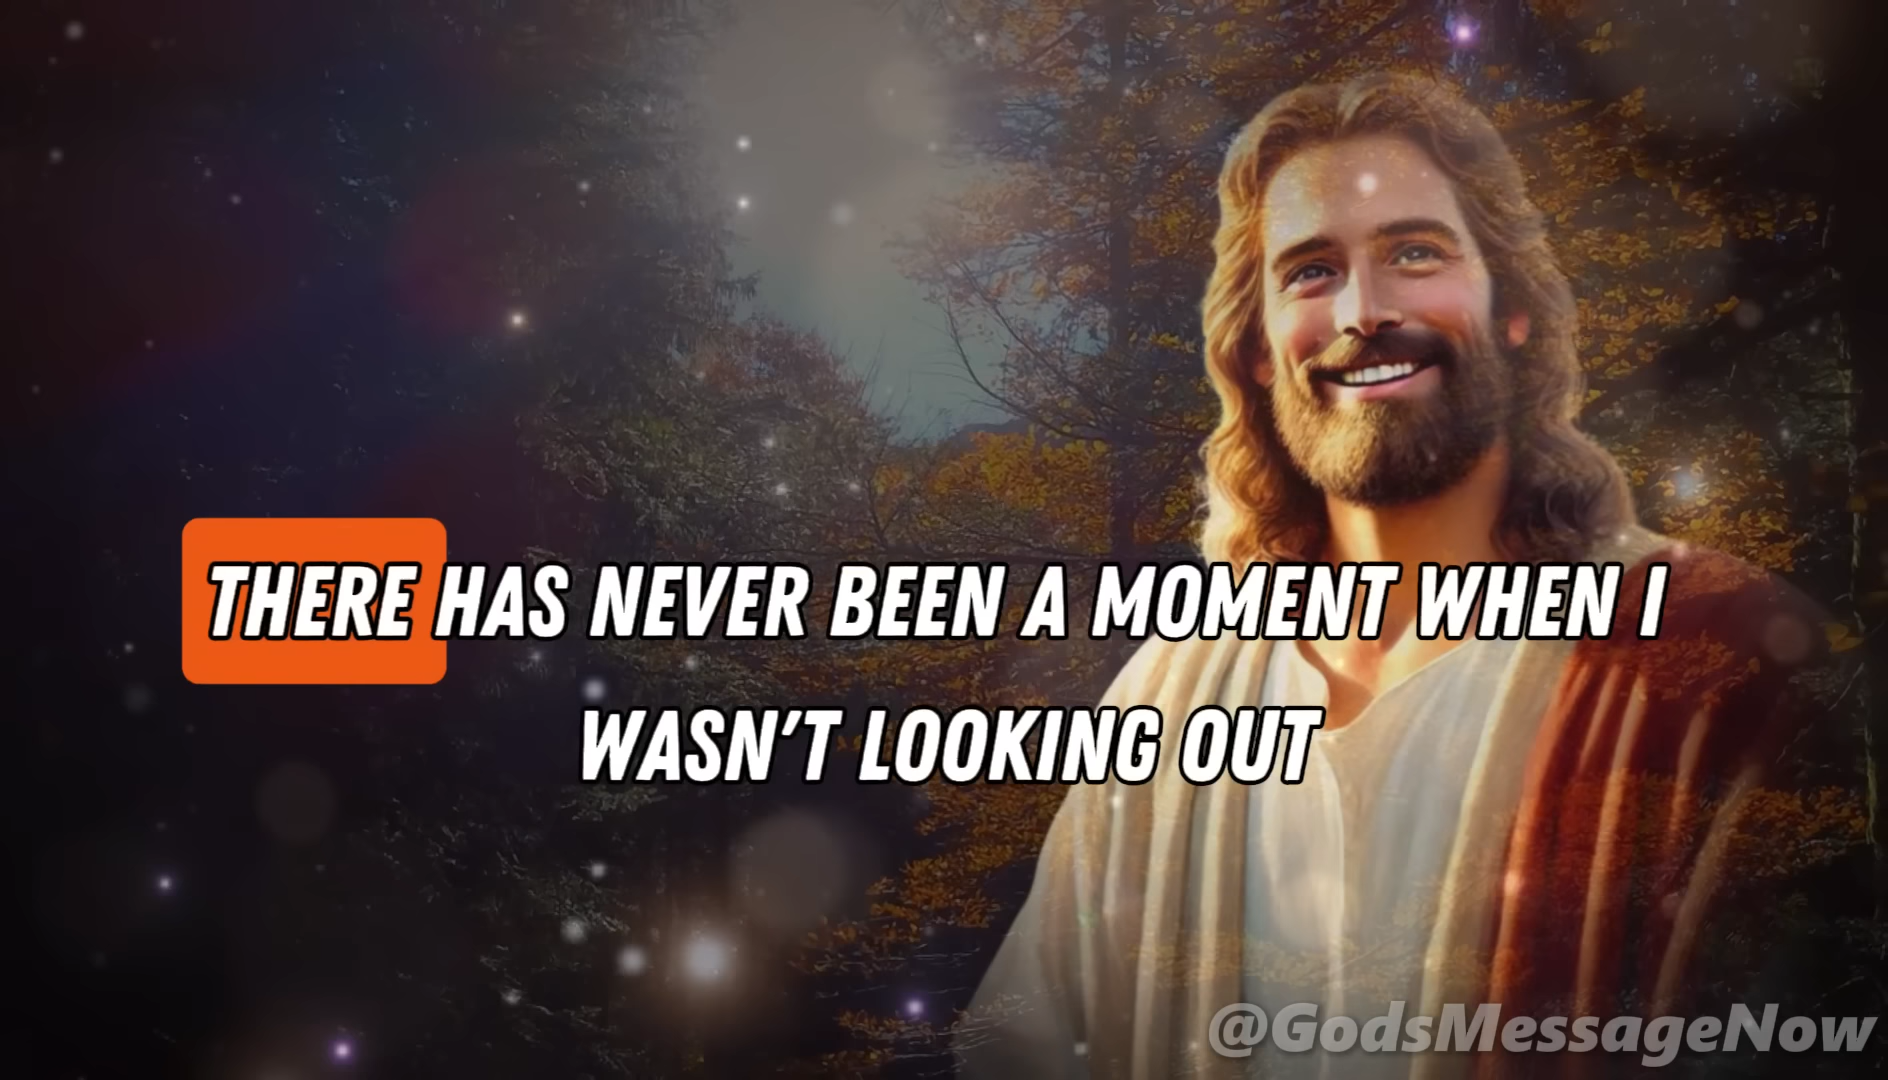 THERE HAS NEVER BEEN A MOMENT WHEN I
WASN'T LOOKING OUT
@GodsMessageNow